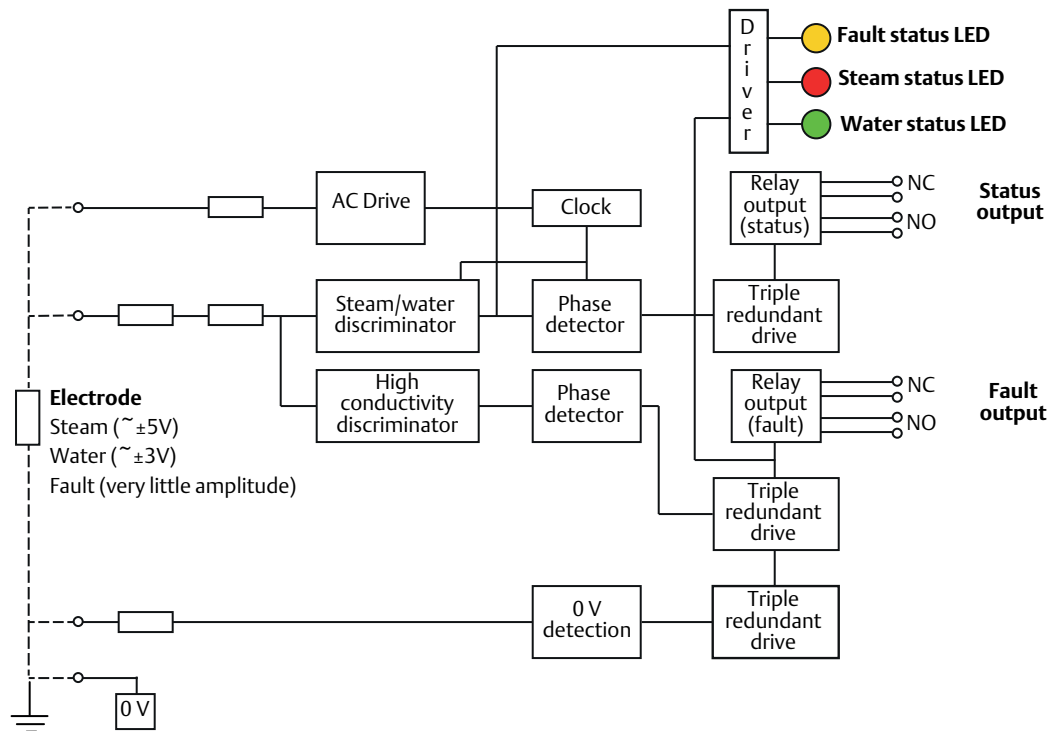 D
r
i
v
e
r
Fault status LED
Steam status LED
Water status LED
AC Drive
Clock
Relay
output
(status)
NC
NO
Status
output
Steam/water
discriminator
Phase
detector
Triple
redundant
drive
Electrode
Steam (~±5V)
Water (~±3V)
Fault (very little amplitude)
High
conductivity
discriminator
Phase
detector
Relay
output
(fault)
NC
NO
Fault
output
Triple
redundant
drive
0 V
detection
Triple
redundant
drive
0 V